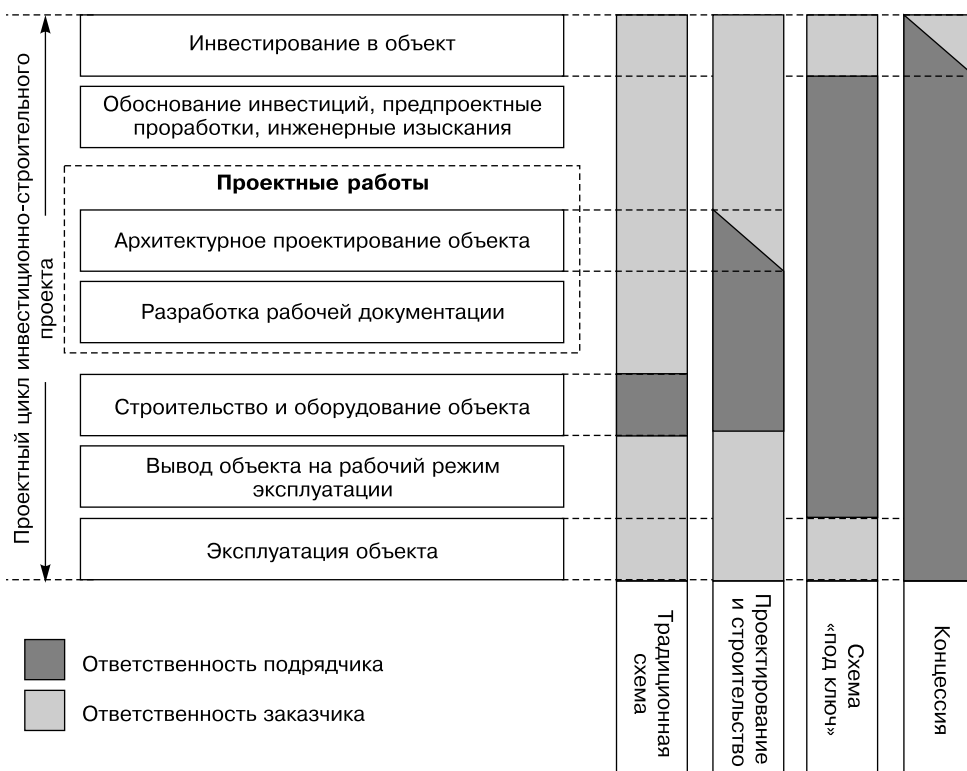 Проектный цикл инвестиционно-строительного
проекта
Инвестирование в объект
Обоснование инвестиций, предпроектные
проработки, инженерные изыскания
Проектные работы
Архитектурное проектирование объекта
Разработка рабочей документации
Строительство и оборудование объекта
Вывод объекта на рабочий режим
эксплуатации
Эксплуатация объекта
Традиционная
схема
Проектирование
и строительство
Схема
«под ключ»
Концессия
Ответственность подрядчика
Ответственность заказчика